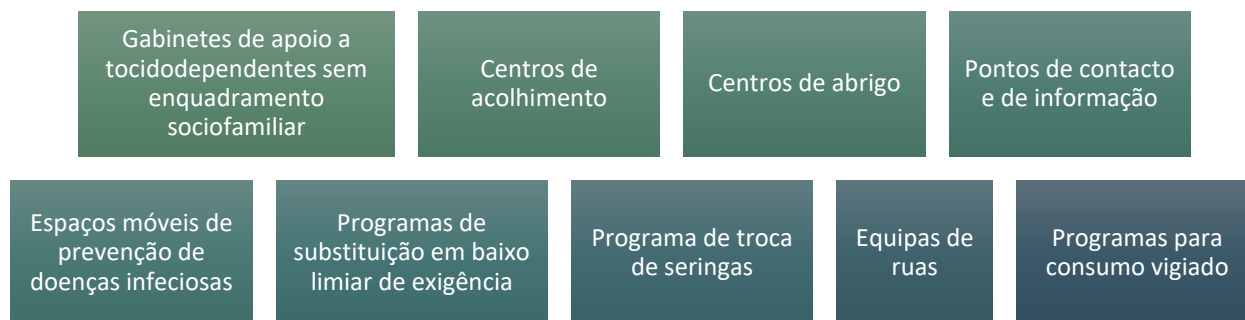 Gabinetes de apoio a
tocidodependentes sem
enquadramento
sociofamiliar
Centros de
acolhimento
Centros de abrigo
Pontos de contacto
e de informação
Espaços móveis de
prevenção de
doenças infeciosas
Programas de
substituição em baixo
limiar de exigência
Programa de troca
de seringas
Equipas de
ruas
Programas para
consumo vigiado